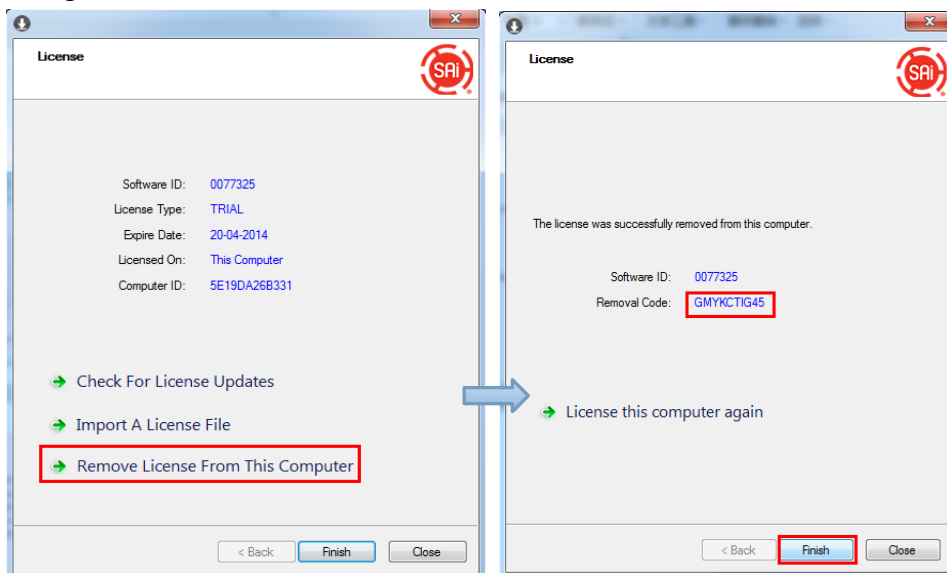 License
SAi
Software ID: 0077325
License Type: TRIAL
Expire Date: 20-04-2014
Licensed On: This Computer
Computer ID: 5E19DA26B331
Check For License Updates
Import A License File
Remove License From This Computer
< Back Finish Close
License
SAi
The license was successfully removed from this computer.
Software ID: 0077325
Removal Code: GMYKCTIG45
License this computer again
< Back Finish Close